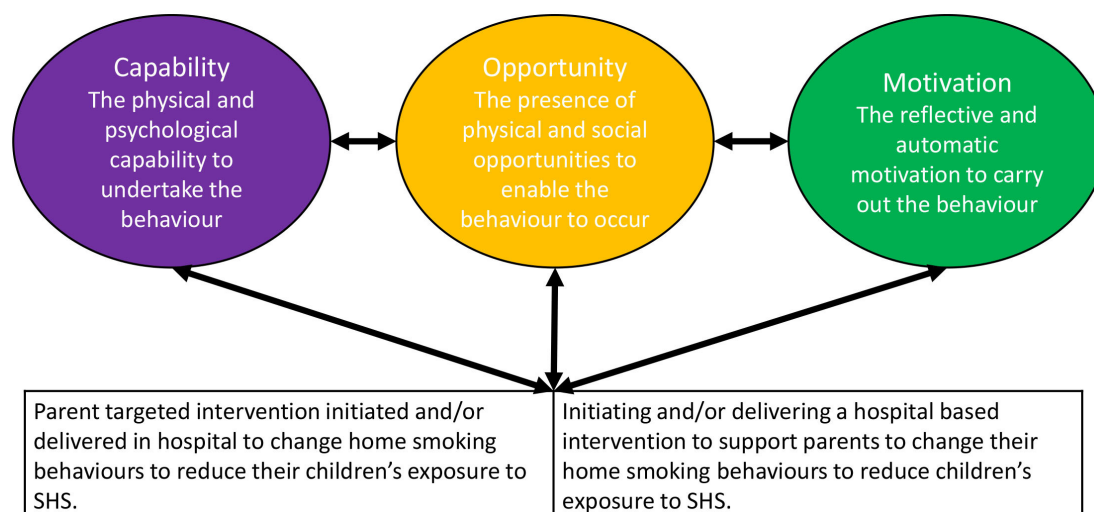 Capability
The physical and
psychological
capability to
undertake the
behaviour
Opportunity
The presence of
physical and social
opportunities to
enable the
behaviour to occur
Motivation
The reflective and
automatic
motivation to carry
out the behaviour
Parent targeted intervention initiated and/or
delivered in hospital to change home smoking
behaviours to reduce their children’s exposure to
SHS.
Initiating and/or delivering a hospital based
intervention to support parents to change their
home smoking behaviours to reduce children’s
exposure to SHS.